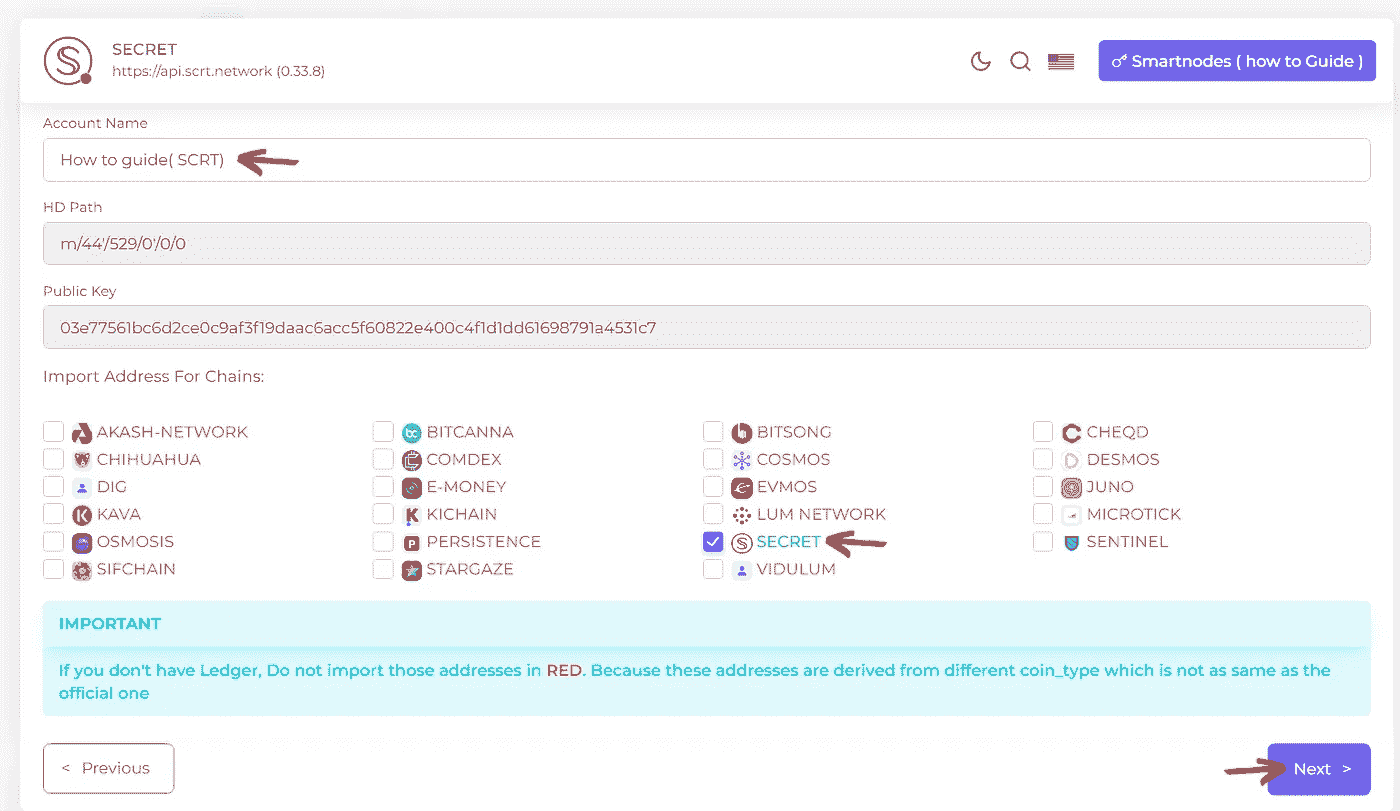 SECRET
https://api.scrt.network (0.33.8)
Smartnodes ( how to Guide )
Account Name
How to guide( SCRT)
HD Path
m/44'/529/0'/0/0
Public Key
03e77561bc6d2ce0c9af3f19daac6acc5f60822e400c4f1d1dd61698791a4531c7
Import Address For Chains:
AKASH-NETWORK BITCANNA BITSONG CHEQD
CHIHUAHUA COMDEX COSMOS DESMOS
DIG E-MONEY EVMOS JUNO
KAVA KICHAIN LUM NETWORK MICROTICK
OSMOSIS PERSISTENCE SECRET SENTINEL
SIFCHAIN STARGAZE VIDULUM
IMPORTANT
If you don't have Ledger, Do not import those addresses in RED. Because these addresses are derived from different coin_type which is not as same as the
official one
< Previous
Next >